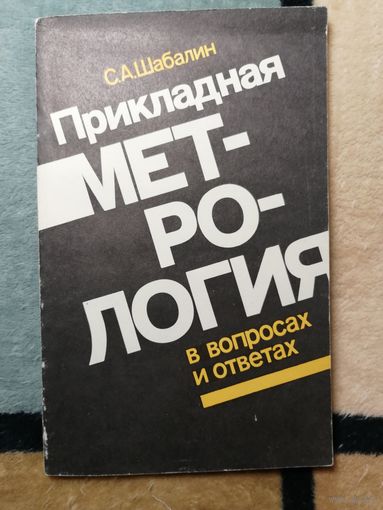 С.А.Шабалин
Прикладная
МЕТ-
РО-
ЛОГИЯ
в вопросах
и ответах